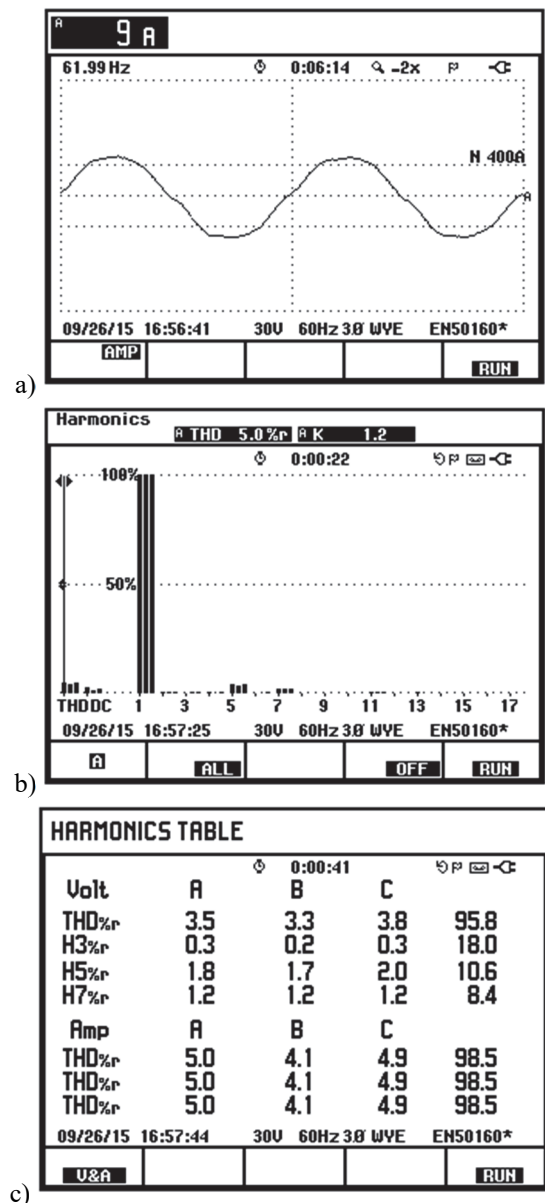 A 9 A
61.99 Hz 0:06:14 -2x
N 400A
A
09/26/15 16:56:41 30V 60Hz 3Ø WYE EN50160*
AMP RUN
a)
Harmonics
A THD 5.0 %r A K 1.2
0:00:22
100%
50%
THDDC 1 3 5 7 9 11 13 15 17
09/26/15 16:57:25 30V 60Hz 3Ø WYE EN50160*
A ALL OFF RUN
b)
HARMONICS TABLE
0:00:41
Volt A B C
THD%r 3.5 3.3 3.8 95.8
H3%r 0.3 0.2 0.3 18.0
H5%r 1.8 1.7 2.0 10.6
H7%r 1.2 1.2 1.2 8.4
Amp A B C
THD%r 5.0 4.1 4.9 98.5
THD%r 5.0 4.1 4.9 98.5
THD%r 5.0 4.1 4.9 98.5
09/26/15 16:57:44 30V 60Hz 3Ø WYE EN50160*
V&A RUN
c)